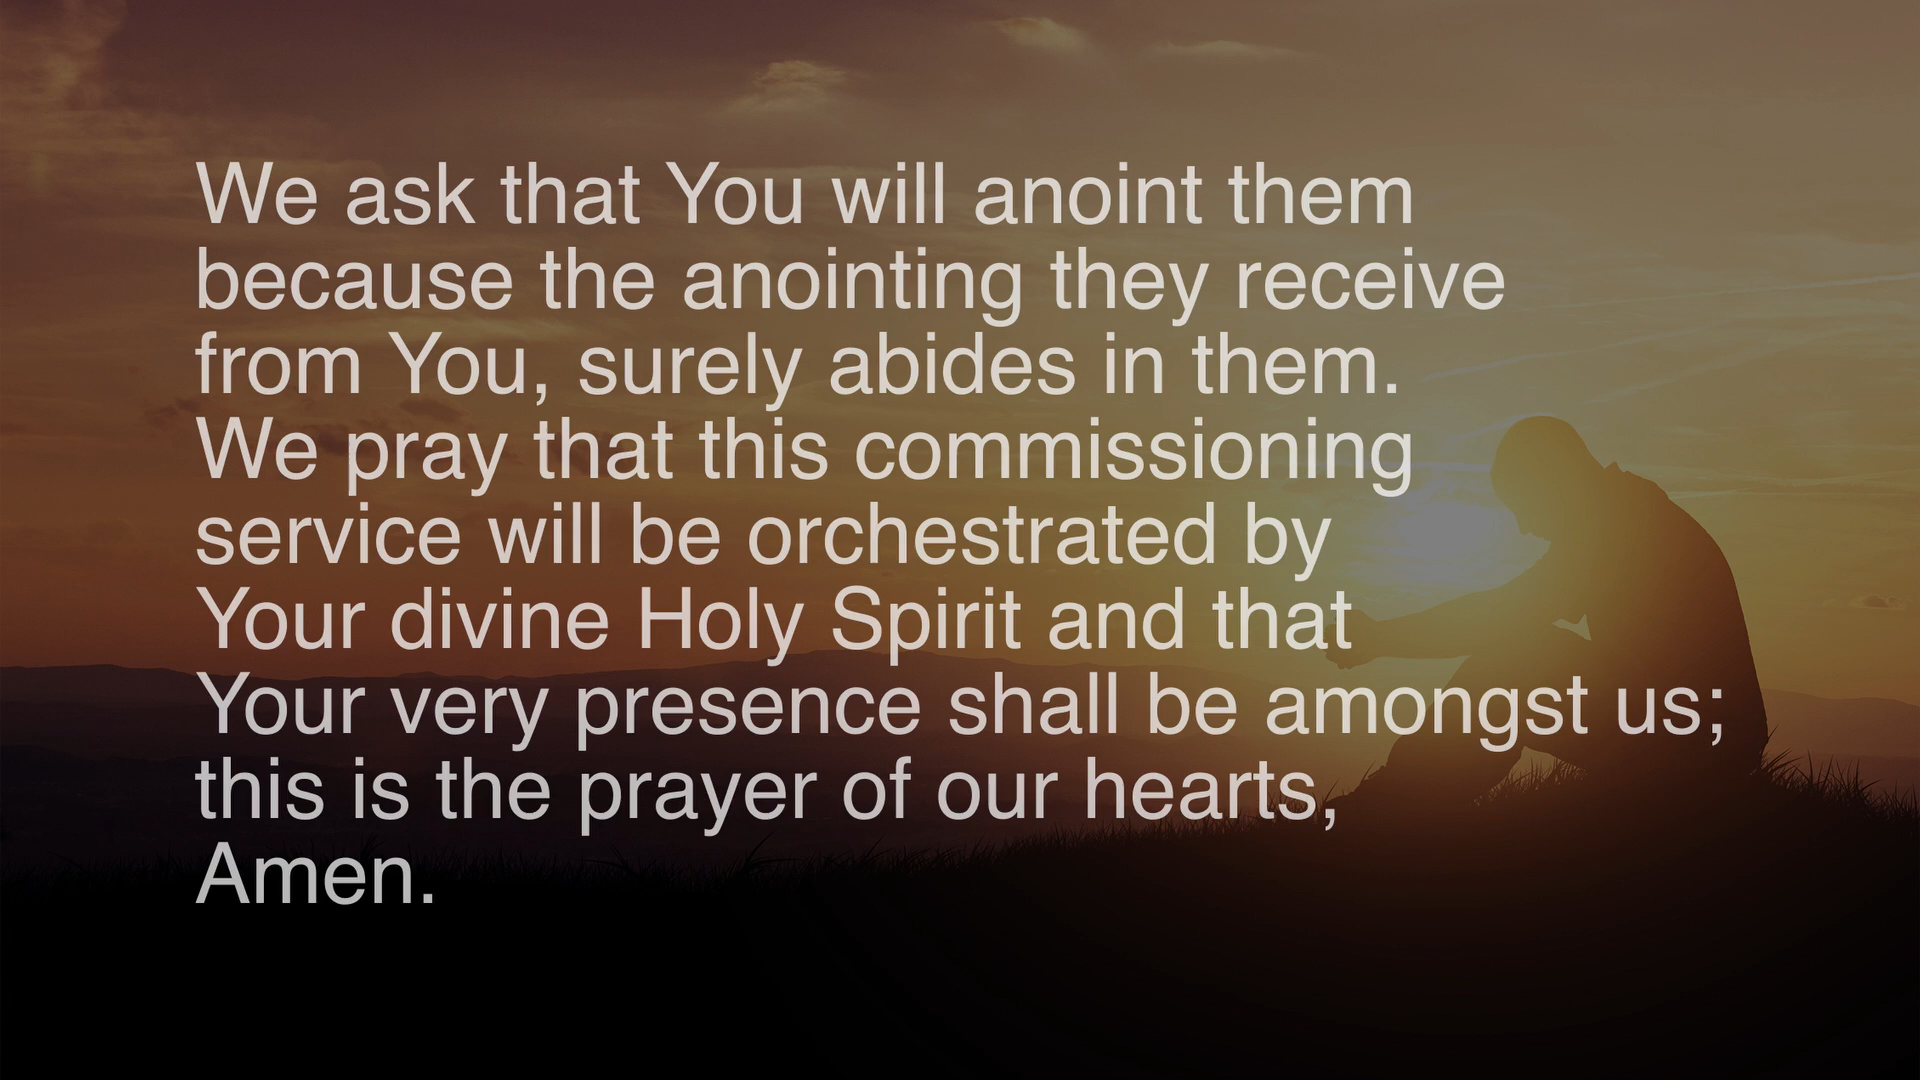 We ask that You will anoint them
because the anointing they receive
from You, surely abides in them.
We pray that this commissioning
service will be orchestrated by
Your divine Holy Spirit and that
Your very presence shall be amongst us;
this is the prayer of our hearts,
Amen.